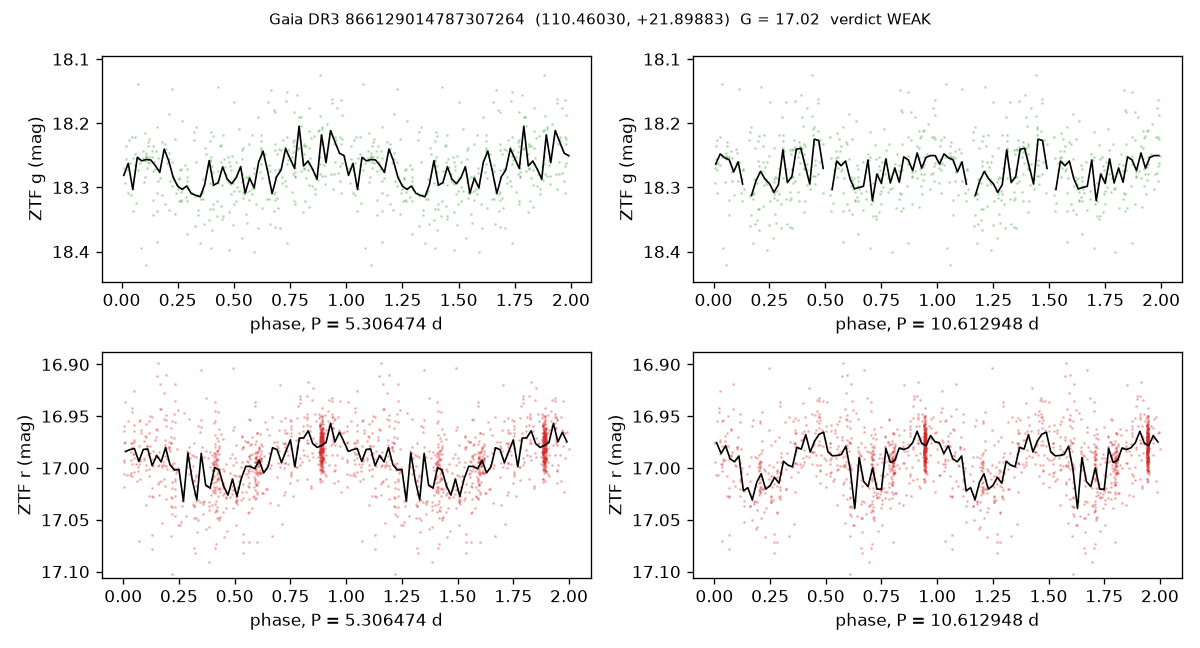 Gaia DR3 866129014787307264 (110.46030, +21.89883) G = 17.02 verdict WEAK
ZTF g (mag)
18.1
18.2
18.3
18.4
0.00 0.25 0.50 0.75 1.00 1.25 1.50 1.75 2.00
phase, P = 5.306474 d
ZTF g (mag)
18.1
18.2
18.3
18.4
0.00 0.25 0.50 0.75 1.00 1.25 1.50 1.75 2.00
phase, P = 10.612948 d
ZTF r (mag)
16.90
16.95
17.00
17.05
17.10
0.00 0.25 0.50 0.75 1.00 1.25 1.50 1.75 2.00
phase, P = 5.306474 d
ZTF r (mag)
16.90
16.95
17.00
17.05
17.10
0.00 0.25 0.50 0.75 1.00 1.25 1.50 1.75 2.00
phase, P = 10.612948 d